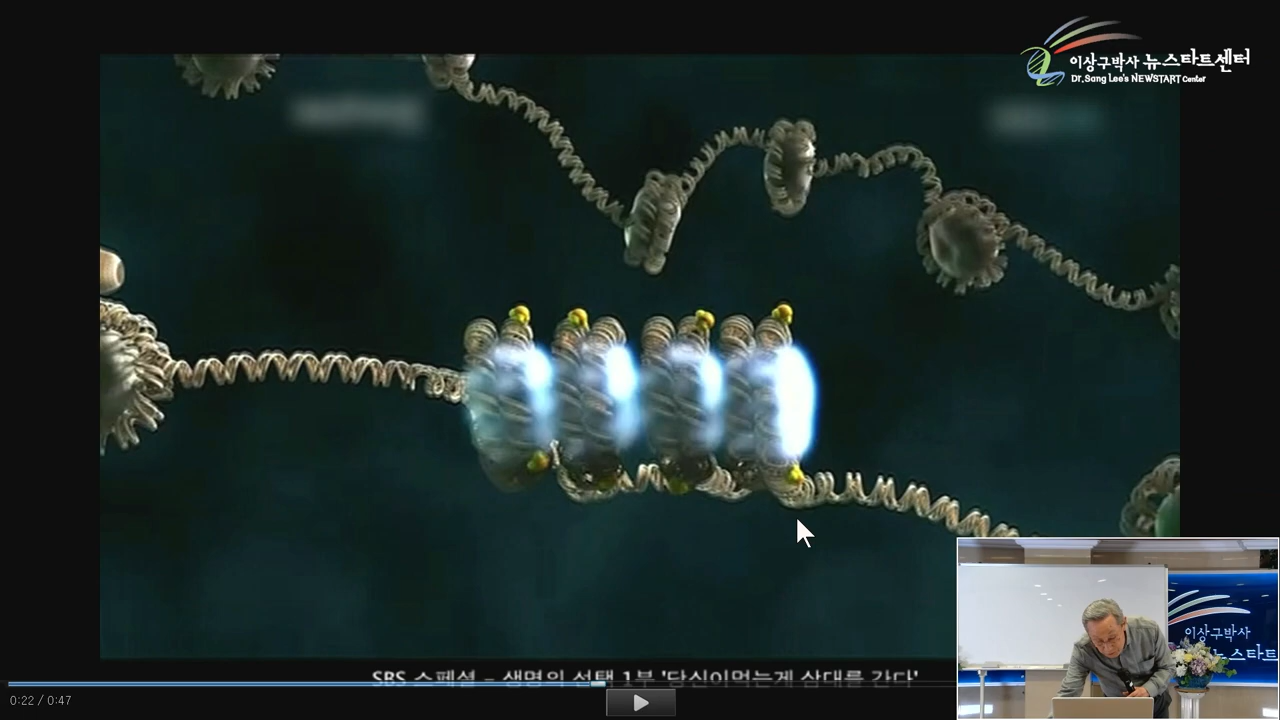 이상구박사 뉴스타트센터
Dr. Sang Lee's NEWSTART Center
SBS 스페셜 - 생명의 선택 1부 '당신이먹는게 삼대를 간다'
0:22 / 0:47
이상구박사
뉴스타트